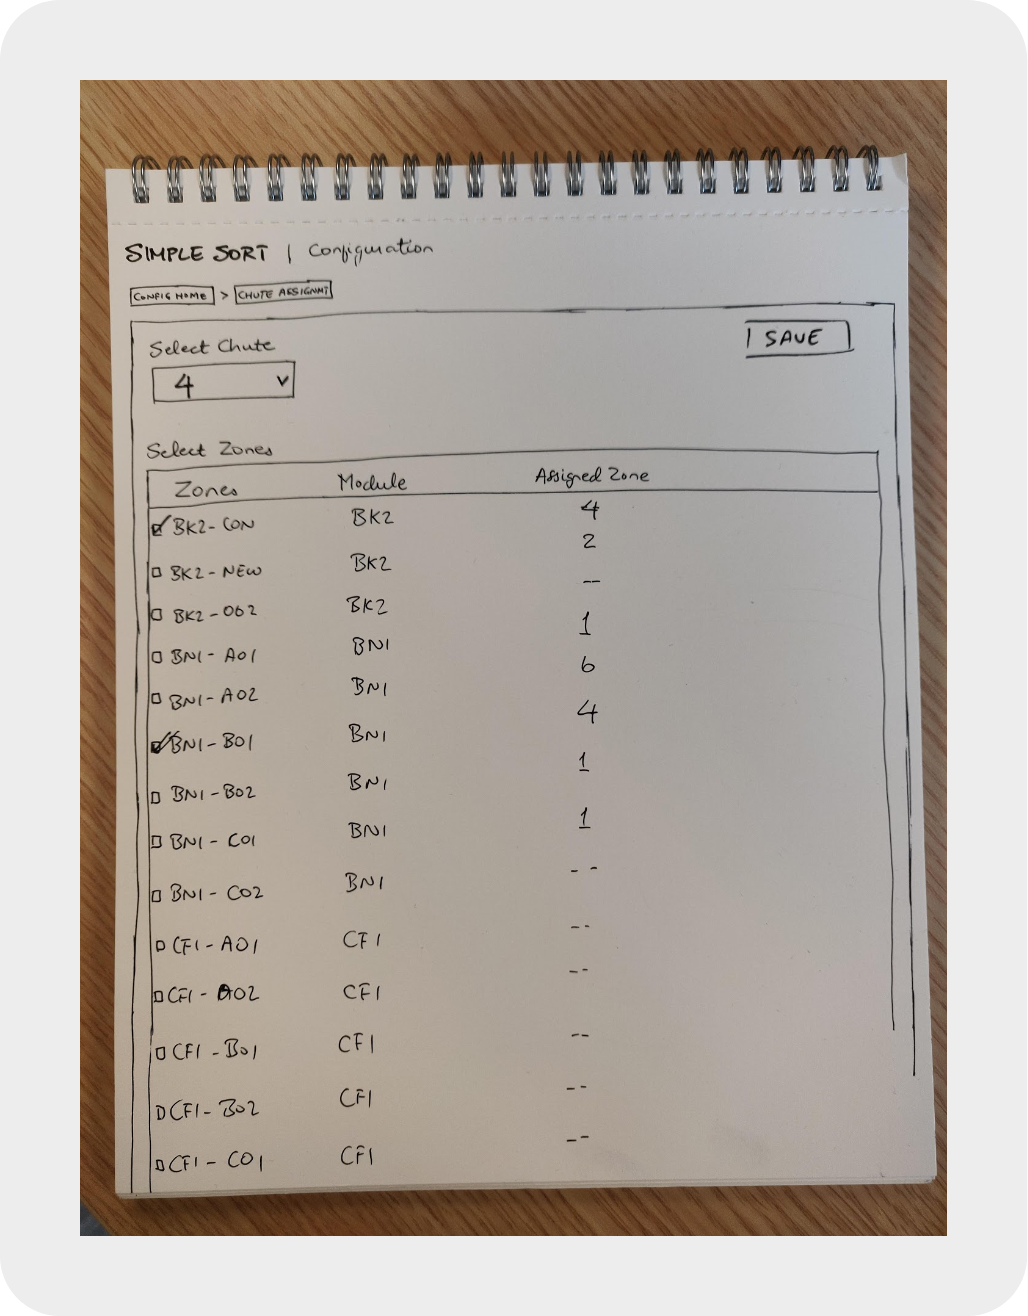 SIMPLE SORT | Configuration
CONFIG HOME > CHUTE ASSIGNMT
Select Chute
SAVE
4
Select Zones
Zones Module Assigned Zone
BK2-CON BK2 4
BK2-NEW BK2 2
BK2-OB2 BK2 --
BN1-A01 BN1 1
BN1-A02 BN1 6
BN1-B01 BN1 4
BN1-B02 BN1 1
BN1-C01 BN1 1
BN1-C02 BN1 --
CF1-A01 CF1 --
CF1-A02 CF1 --
CF1-B01 CF1 --
CF1-B02 CF1 --
CF1-C01 CF1 --